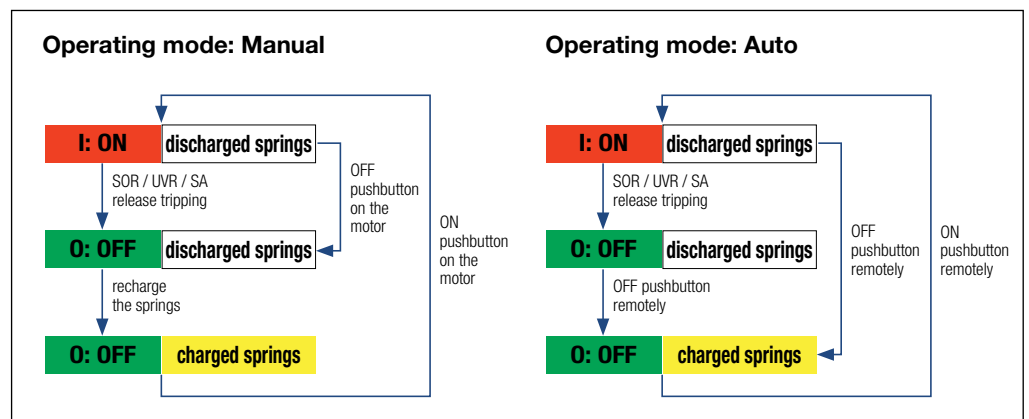 Operating mode: Manual
I: ON
discharged springs
SOR / UVR / SA
release tripping
OFF
pushbutton
on the
motor
O: OFF
discharged springs
ON
pushbutton
on the
motor
recharge
the springs
O: OFF
charged springs
Operating mode: Auto
I: ON
discharged springs
SOR / UVR / SA
release tripping
O: OFF
discharged springs
OFF
pushbutton
remotely
ON
pushbutton
remotely
OFF pushbutton
remotely
O: OFF
charged springs